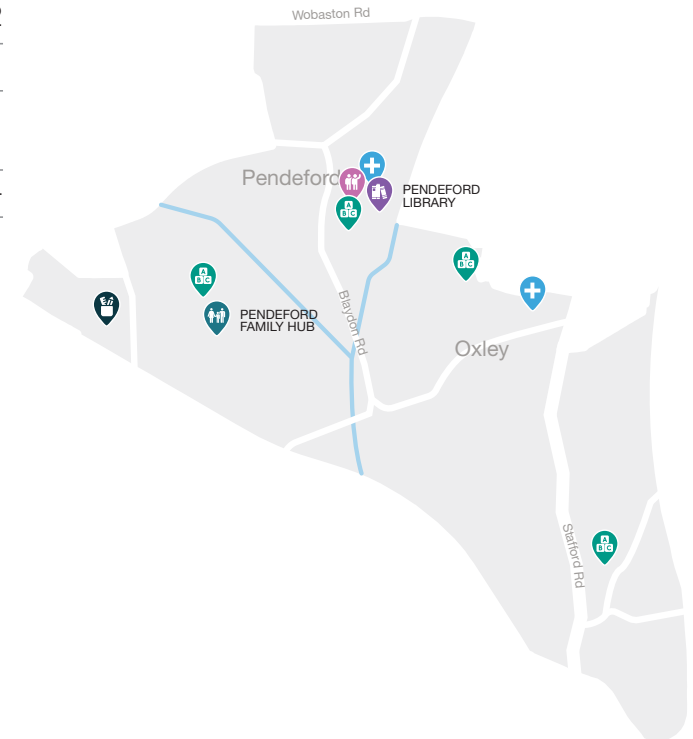 Wobaston Rd
Pendeford
PENDEFORD
LIBRARY
A
B C
A
B C
A
B C
PENDEFORD
FAMILY HUB
Blaydon Rd
Oxley
Stafford Rd
A
B C